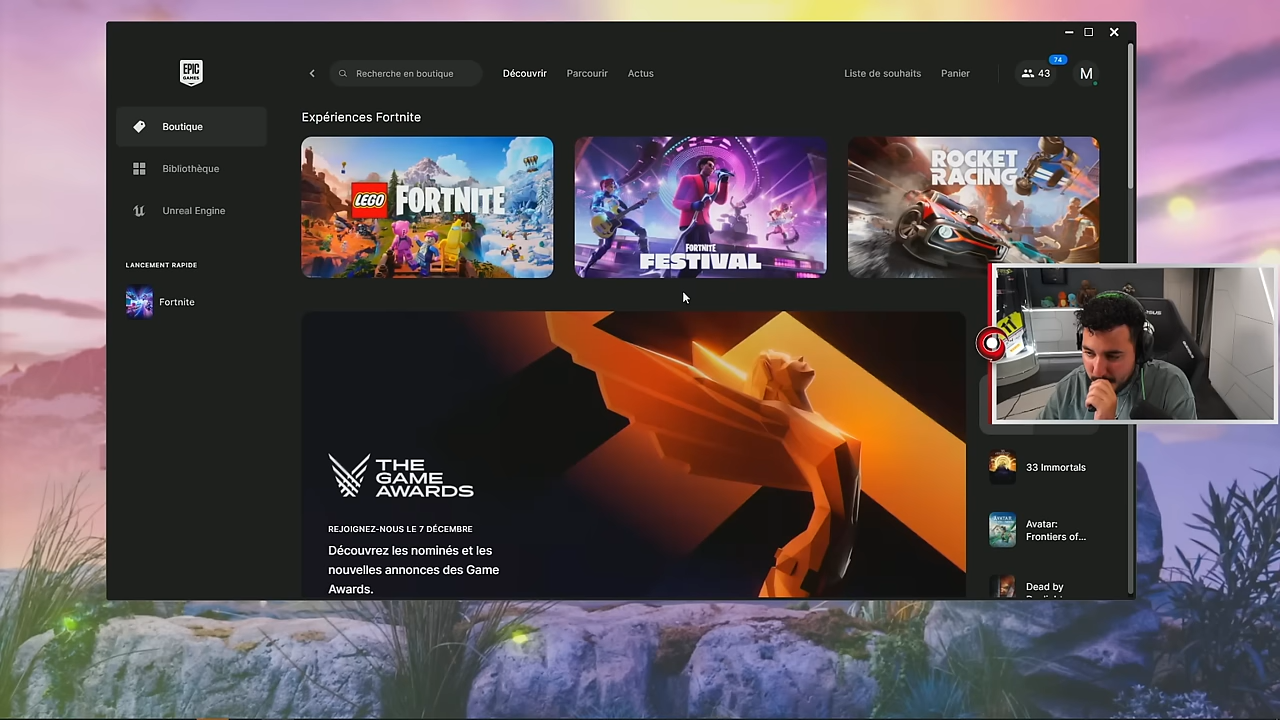 EPIC
GAMES
Recherche en boutique
Découvrir
Parcourir
Actus
Liste de souhaits
Panier
74
43
M
Boutique
Bibliothèque
Unreal Engine
LANCEMENT RAPIDE
Fortnite
Expériences Fortnite
LEGO FORTNITE
FORTNITE
FESTIVAL
ROCKET
RACING
THE
GAME
AWARDS
REJOIGNEZ-NOUS LE 7 DÉCEMBRE
Découvrez les nominés et les
nouvelles annonces des Game
Awards.
33 Immortals
Avatar:
Frontiers of...
Dead by